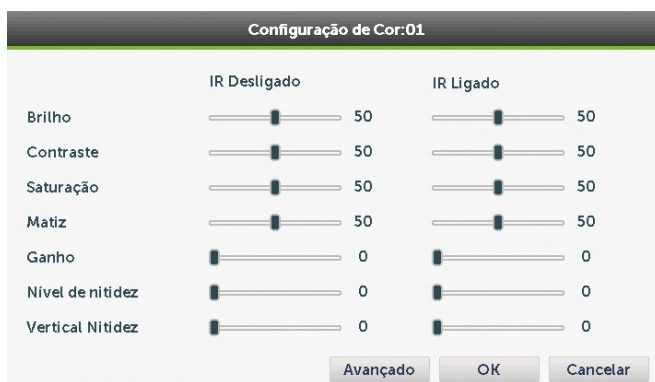 Configuração de Cor:01
IR Desligado IR Ligado
Brilho 50 50
Contraste 50 50
Saturação 50 50
Matiz 50 50
Ganho 0 0
Nível de nitidez 0 0
Vertical Nitidez 0 0
Avançado OK Cancelar